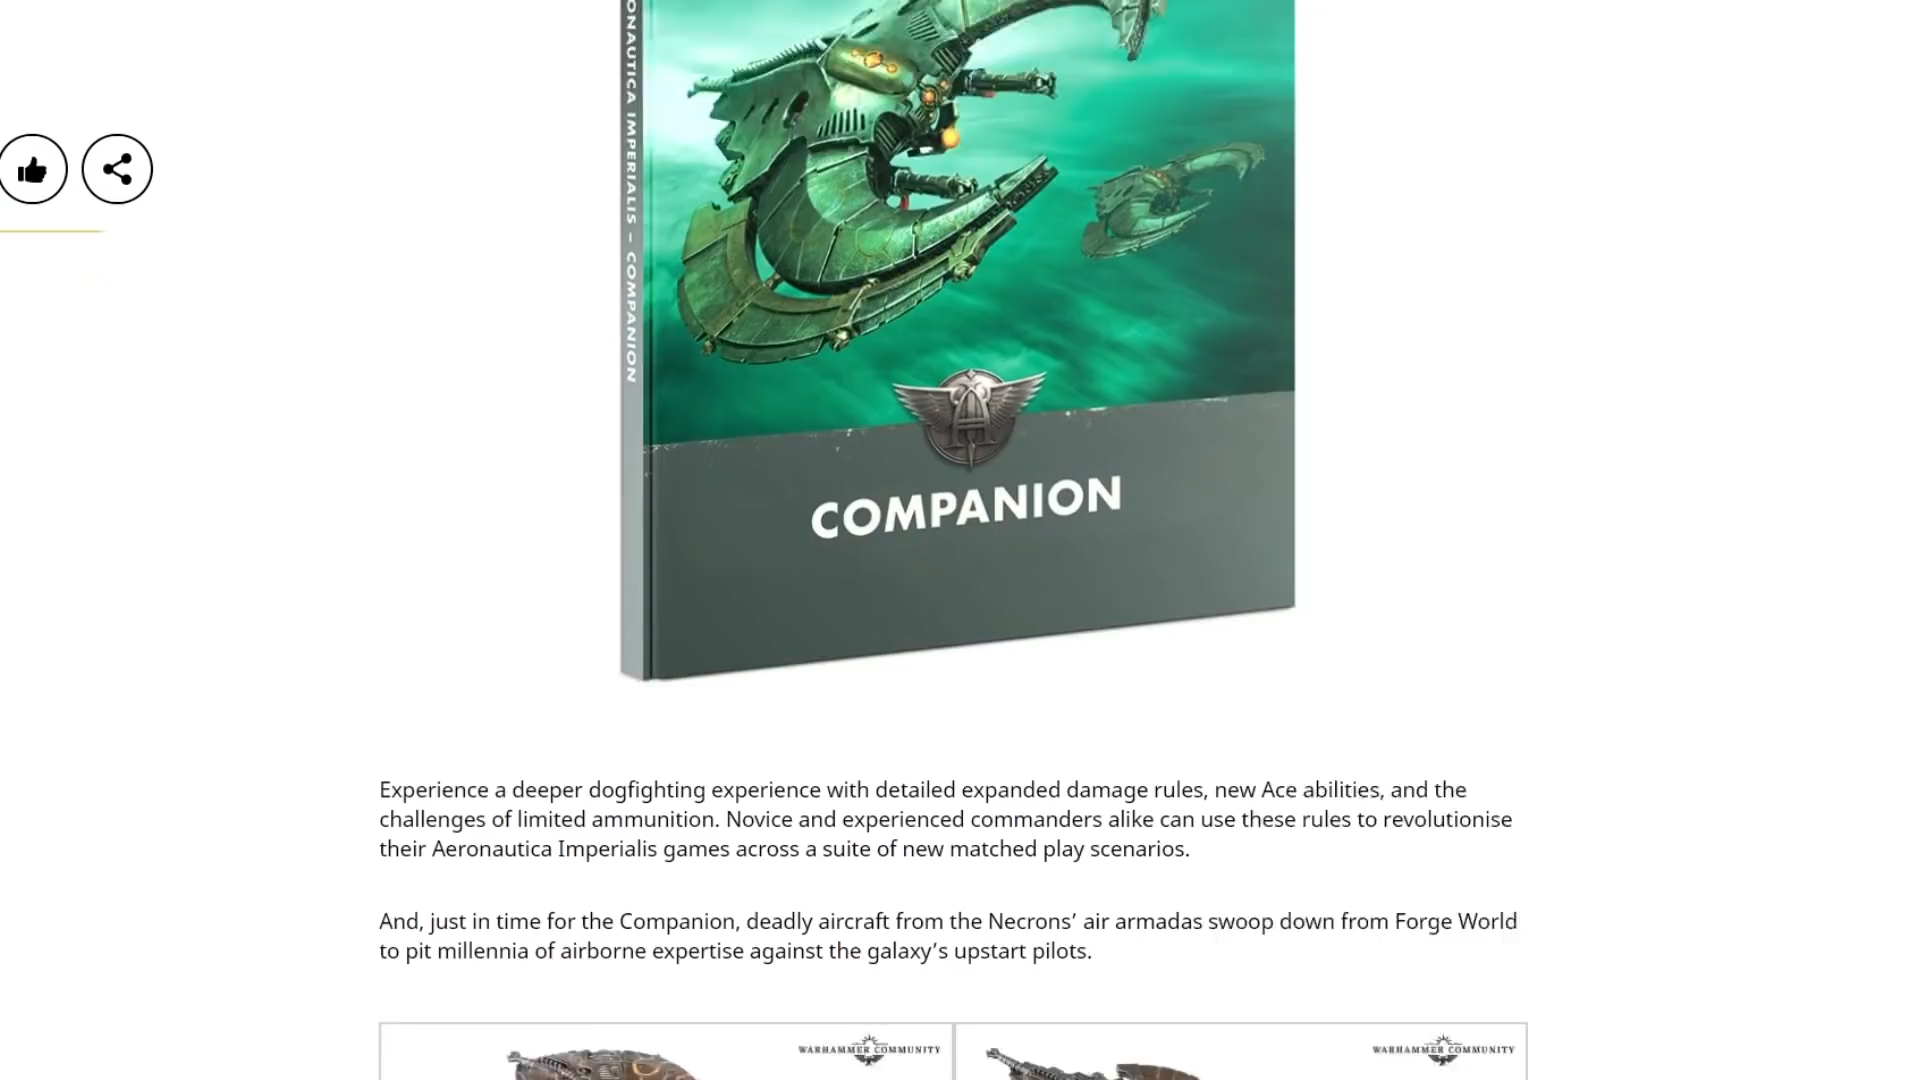 ONAUTICA IMPERIALIS – COMPANION
COMPANION
Experience a deeper dogfighting experience with detailed expanded damage rules, new Ace abilities, and the
challenges of limited ammunition. Novice and experienced commanders alike can use these rules to revolutionise
their Aeronautica Imperialis games across a suite of new matched play scenarios.
And, just in time for the Companion, deadly aircraft from the Necrons’ air armadas swoop down from Forge World
to pit millennia of airborne expertise against the galaxy’s upstart pilots.
WARHAMMER COMMUNITY
WARHAMMER COMMUNITY